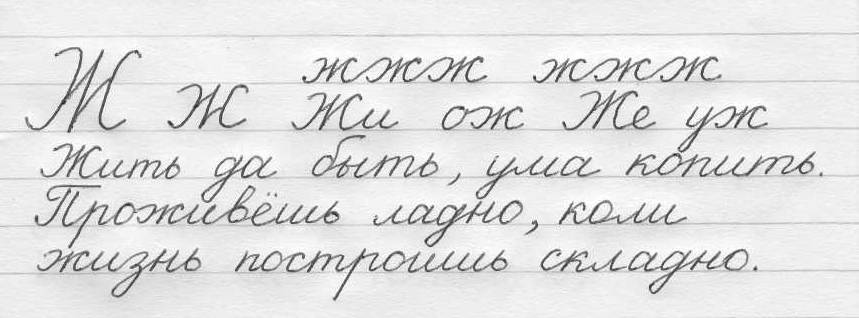 жжж жжж
Ж ж Жи ож Же уж
Жить да быть, ума копить.
Проживёшь ладно, коли
жизнь построишь складно.